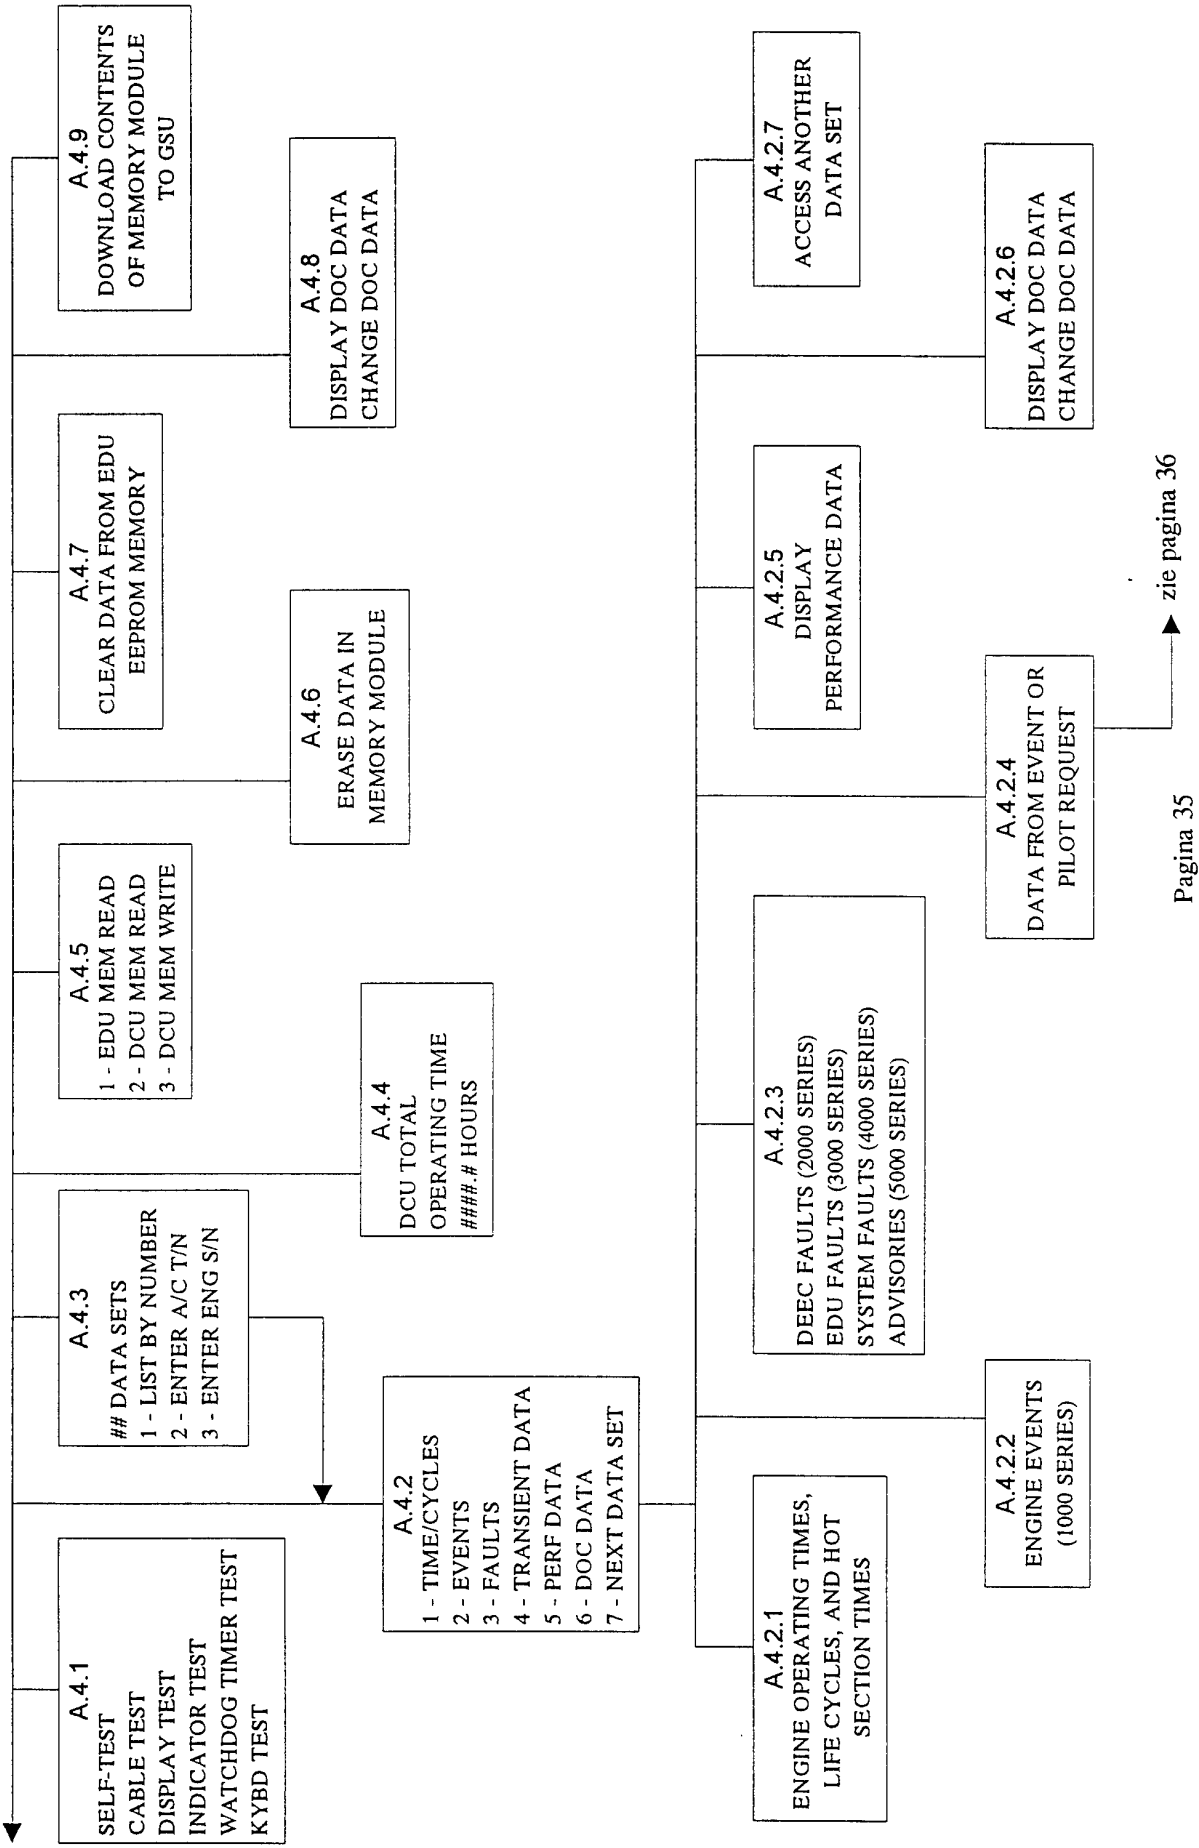 A.4.1
SELF-TEST
CABLE TEST
DISPLAY TEST
INDICATOR TEST
WATCHDOG TIMER TEST
KYBD TEST
A.4.2
1 - TIME/CYCLES
2 - EVENTS
3 - FAULTS
4 - TRANSIENT DATA
5 - PERF DATA
6 - DOC DATA
7 - NEXT DATA SET
A.4.3
## DATA SETS
1 - LIST BY NUMBER
2 - ENTER A/C T/N
3 - ENTER ENG S/N
A.4.4
DCU TOTAL
OPERATING TIME
####.# HOURS
A.4.5
1 - EDU MEM READ
2 - DCU MEM READ
3 - DCU MEM WRITE
A.4.6
ERASE DATA IN
MEMORY MODULE
A.4.7
CLEAR DATA FROM EDU
EEPROM MEMORY
A.4.8
DISPLAY DOC DATA
CHANGE DOC DATA
A.4.9
DOWNLOAD CONTENTS
OF MEMORY MODULE
TO GSU
A.4.2.1
ENGINE OPERATING TIMES,
LIFE CYCLES, AND HOT
SECTION TIMES
A.4.2.2
ENGINE EVENTS
(1000 SERIES)
A.4.2.3
DEEC FAULTS (2000 SERIES)
EDU FAULTS (3000 SERIES)
SYSTEM FAULTS (4000 SERIES)
ADVISORIES (5000 SERIES)
A.4.2.4
DATA FROM EVENT OR
PILOT REQUEST
zie pagina 36
A.4.2.5
DISPLAY
PERFORMANCE DATA
A.4.2.6
DISPLAY DOC DATA
CHANGE DOC DATA
A.4.2.7
ACCESS ANOTHER
DATA SET
Pagina 35